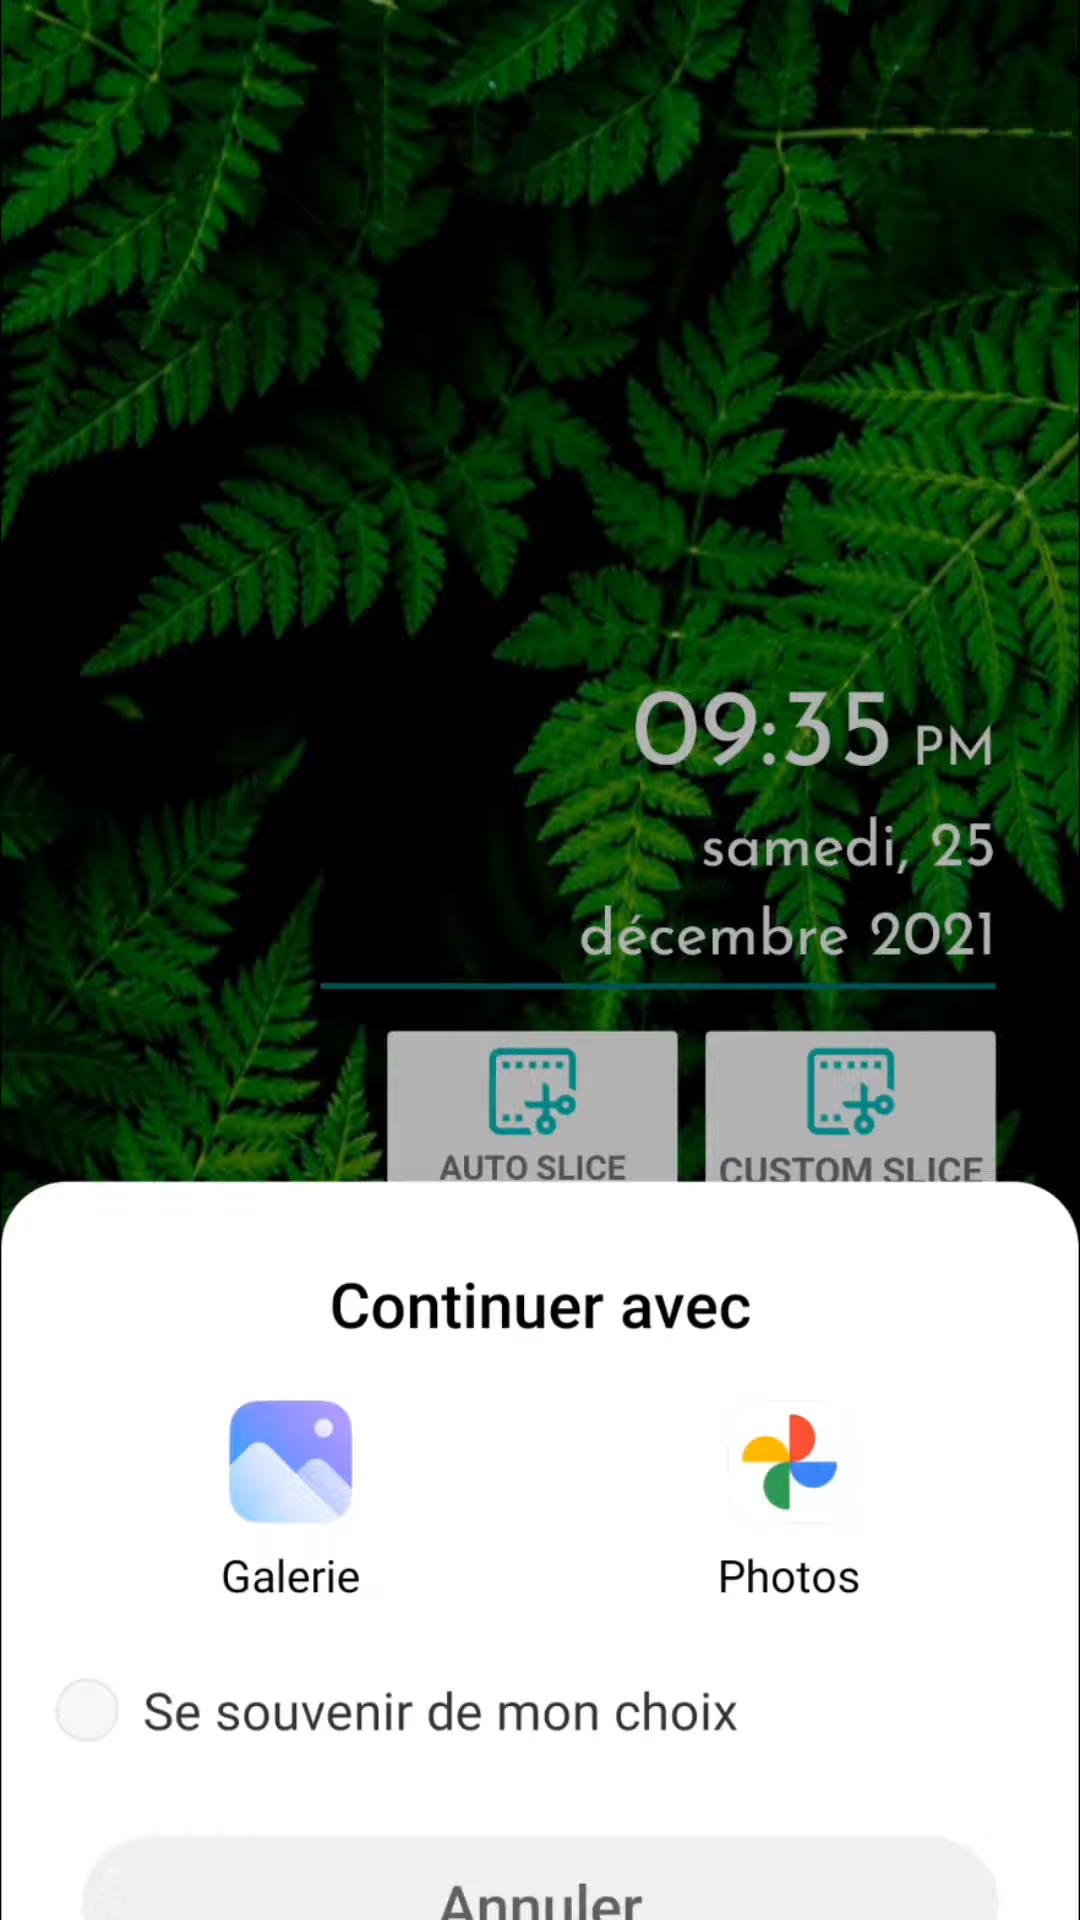 09:35 PM
samedi, 25
décembre 2021
AUTO SLICE
CUSTOM SLICE
Continuer avec
Galerie
Photos
Se souvenir de mon choix
Annuler